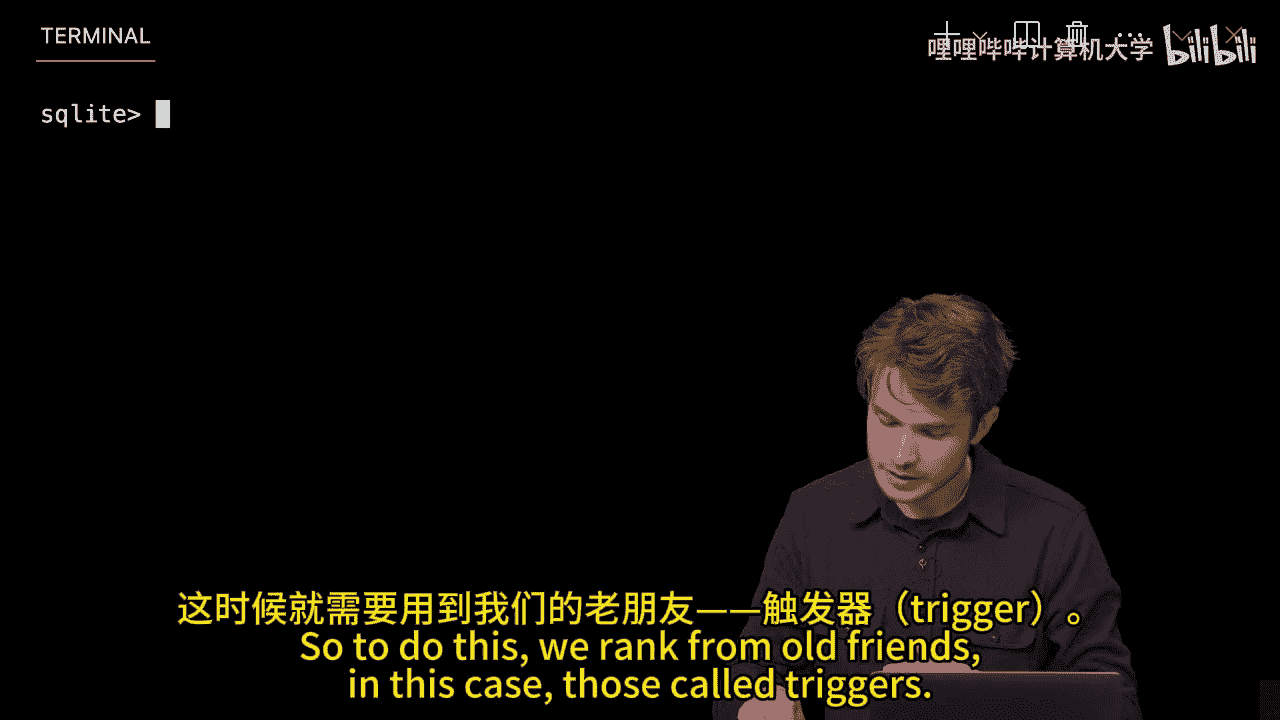 TERMINAL
哔哩哔哩计算机大学 bilibili
sqlite>
这时候就需要用到我们的老朋友——触发器（trigger）。
So to do this, we rank from old friends,
in this case, those called triggers.